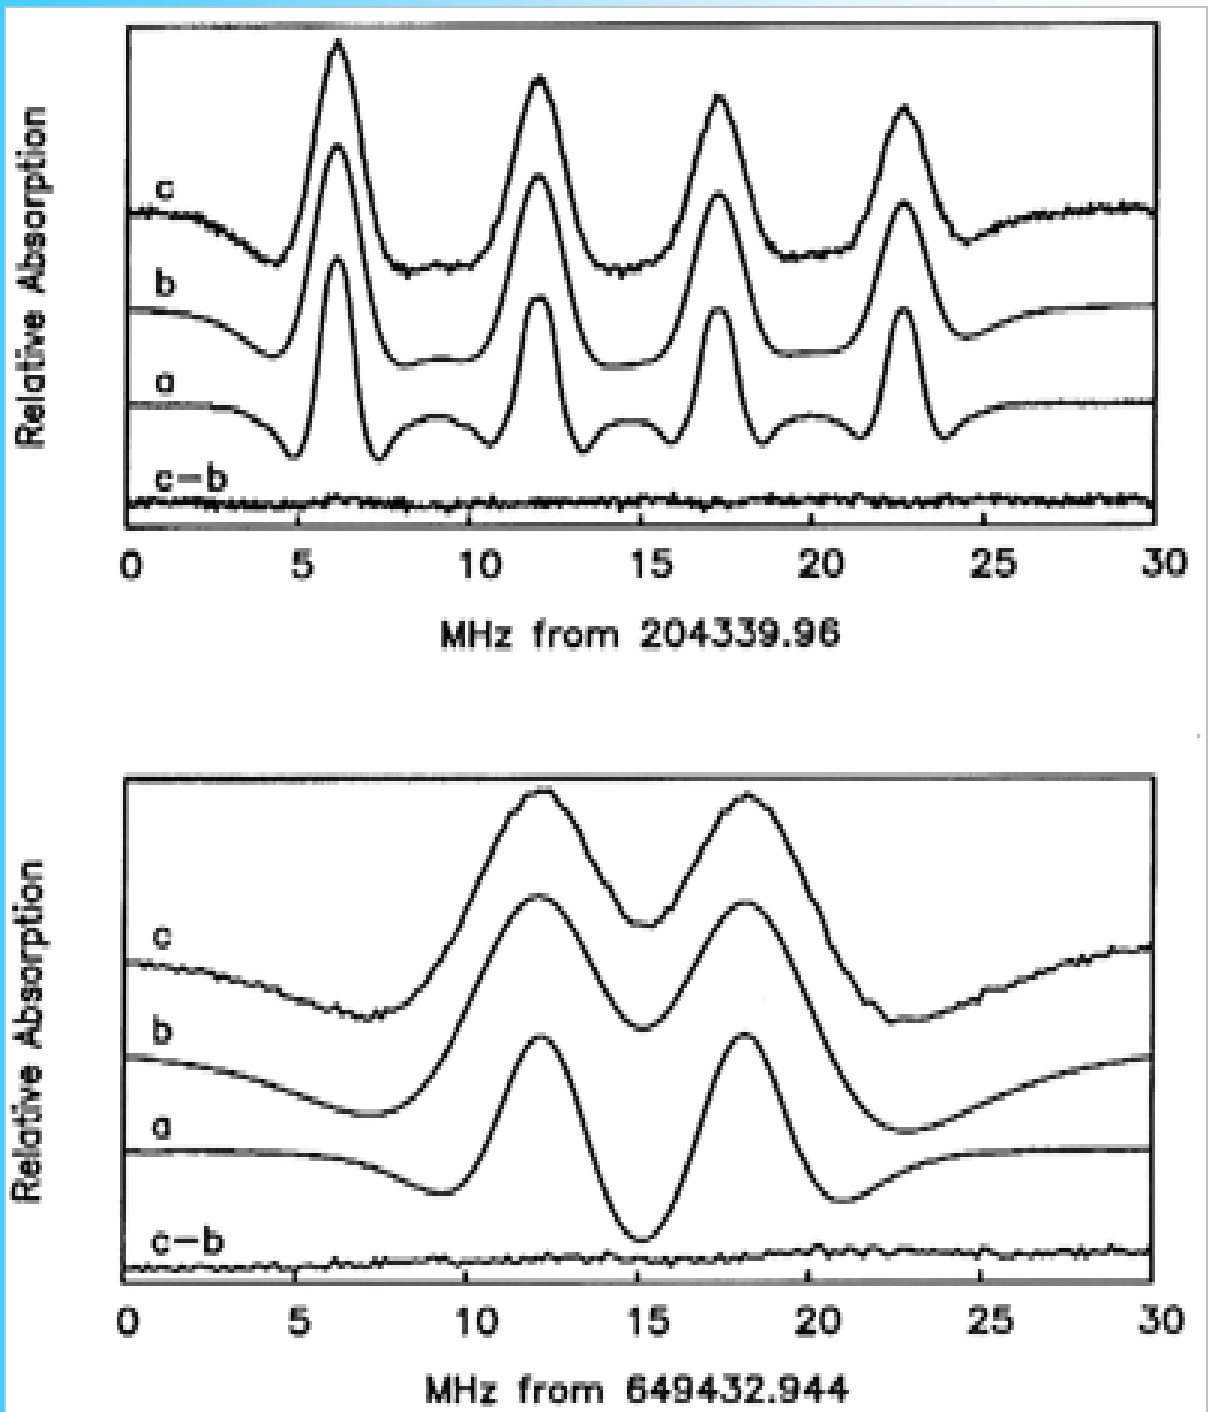 Relative Absorption
c
b
a
c-b
0 5 10 15 20 25 30
MHz from 204339.96
Relative Absorption
c
b
a
c-b
0 5 10 15 20 25 30
MHz from 649432.944